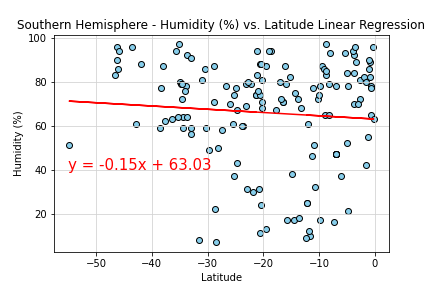 Southern Hemisphere - Humidity (%) vs. Latitude Linear Regression
100
80
60
40
20
Humidity (%)
y = -0.15x + 63.03
−50
−40
−30
−20
−10
0
Latitude